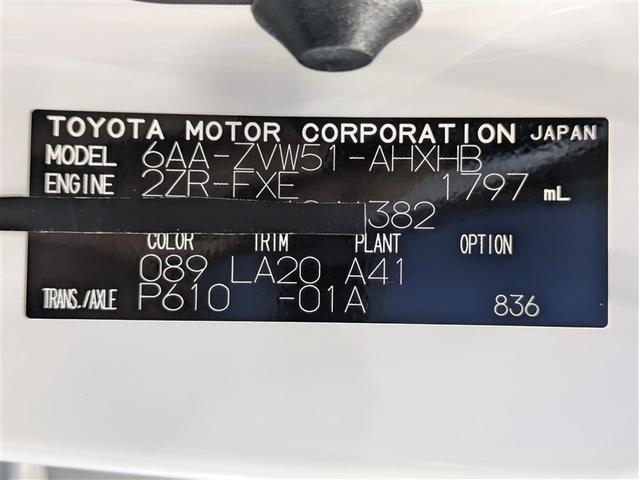 TOYOTA MOTOR CORPORATION JAPAN
MODEL 6AA-ZVW51-AHXHB
ENGINE 2ZR-FXE 1797 mL
382
COLOR TRIM PLANT OPTION
089 LA20 A41
TRANS./AXLE P610 -01A 836